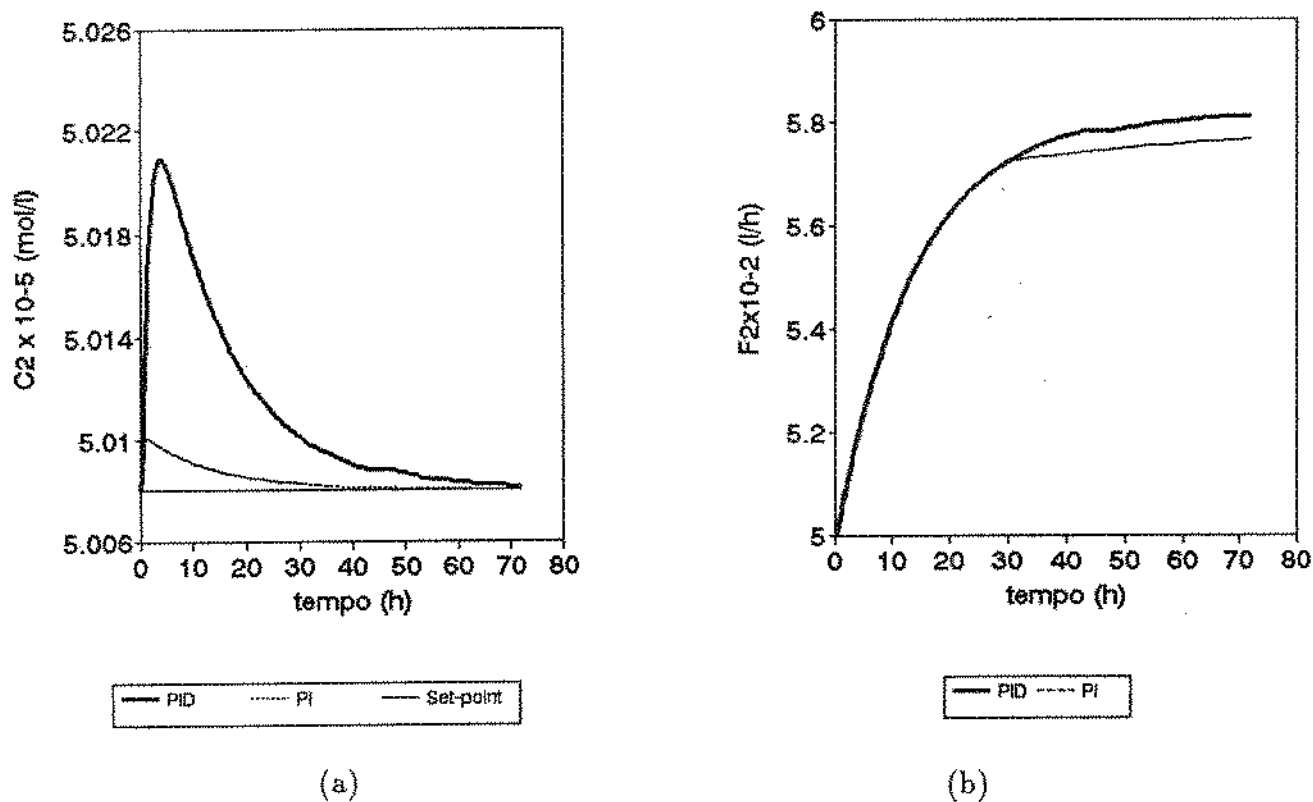 5.026
5.022
5.018
5.014
5.01
5.006
C2 x 10-5 (mol/l)
0 10 20 30 40 50 60 70 80
tempo (h)
PID PI Set-point
(a)
6
5.8
5.6
5.4
5.2
5
F2x10-2 (l/h)
0 10 20 30 40 50 60 70 80
tempo (h)
PID PI
(b)